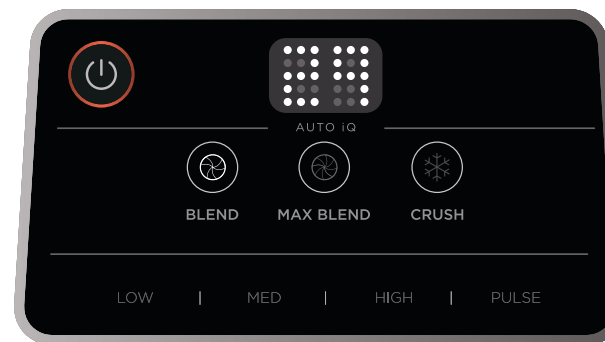 AUTO iQ
BLEND MAX BLEND CRUSH
LOW | MED | HIGH | PULSE